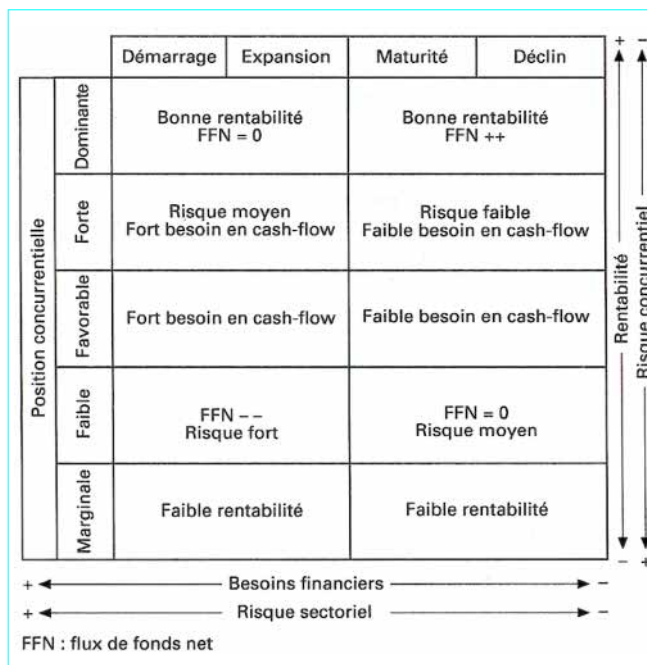 Démarrage Expansion Maturité Déclin
Position concurrentielle
Dominante
Bonne rentabilité
FFN = 0
Bonne rentabilité
FFN ++
Forte
Risque moyen
Fort besoin en cash-flow
Risque faible
Faible besoin en cash-flow
Favorable
Fort besoin en cash-flow
Faible besoin en cash-flow
Faible
FFN – –
Risque fort
FFN = 0
Risque moyen
Marginale
Faible rentabilité
Faible rentabilité
+ Rentabilité –
– Risque concurrentiel +
+ Besoins financiers –
+ Risque sectoriel –
FFN : flux de fonds net